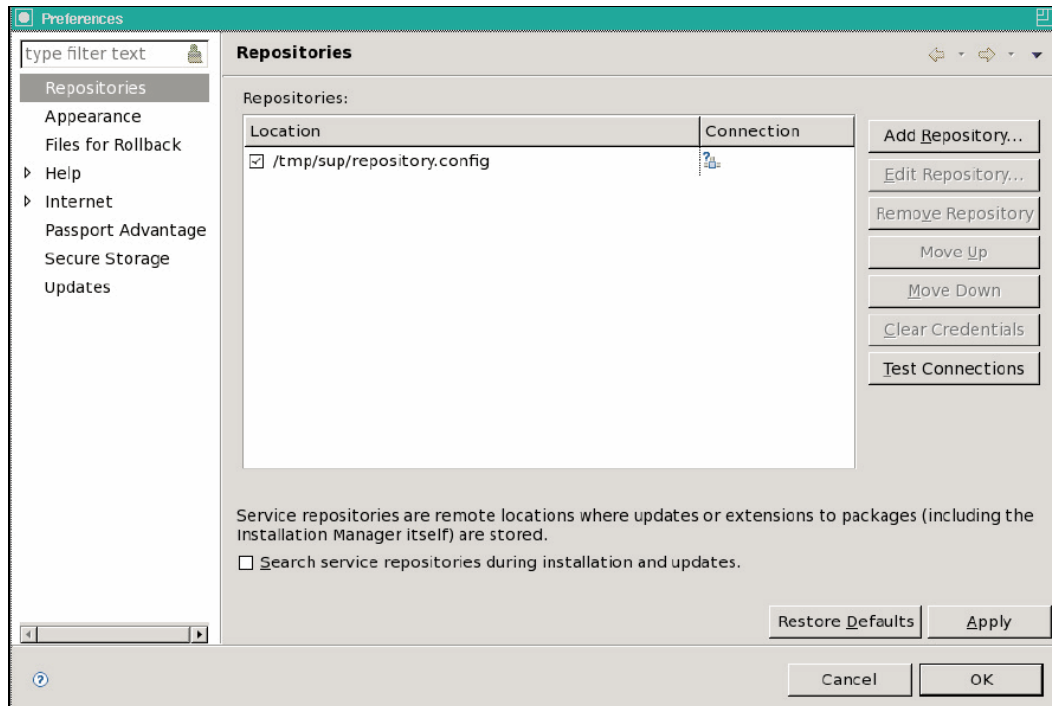 Preferences
type filter text
Repositories
Appearance
Files for Rollback
Help
Internet
Passport Advantage
Secure Storage
Updates
Repositories
Repositories:
Location Connection
/tmp/sup/repository.config
Add Repository...
Edit Repository...
Remove Repository
Move Up
Move Down
Clear Credentials
Test Connections
Service repositories are remote locations where updates or extensions to packages (including the
Installation Manager itself) are stored.
Search service repositories during installation and updates.
Restore Defaults Apply
Cancel OK